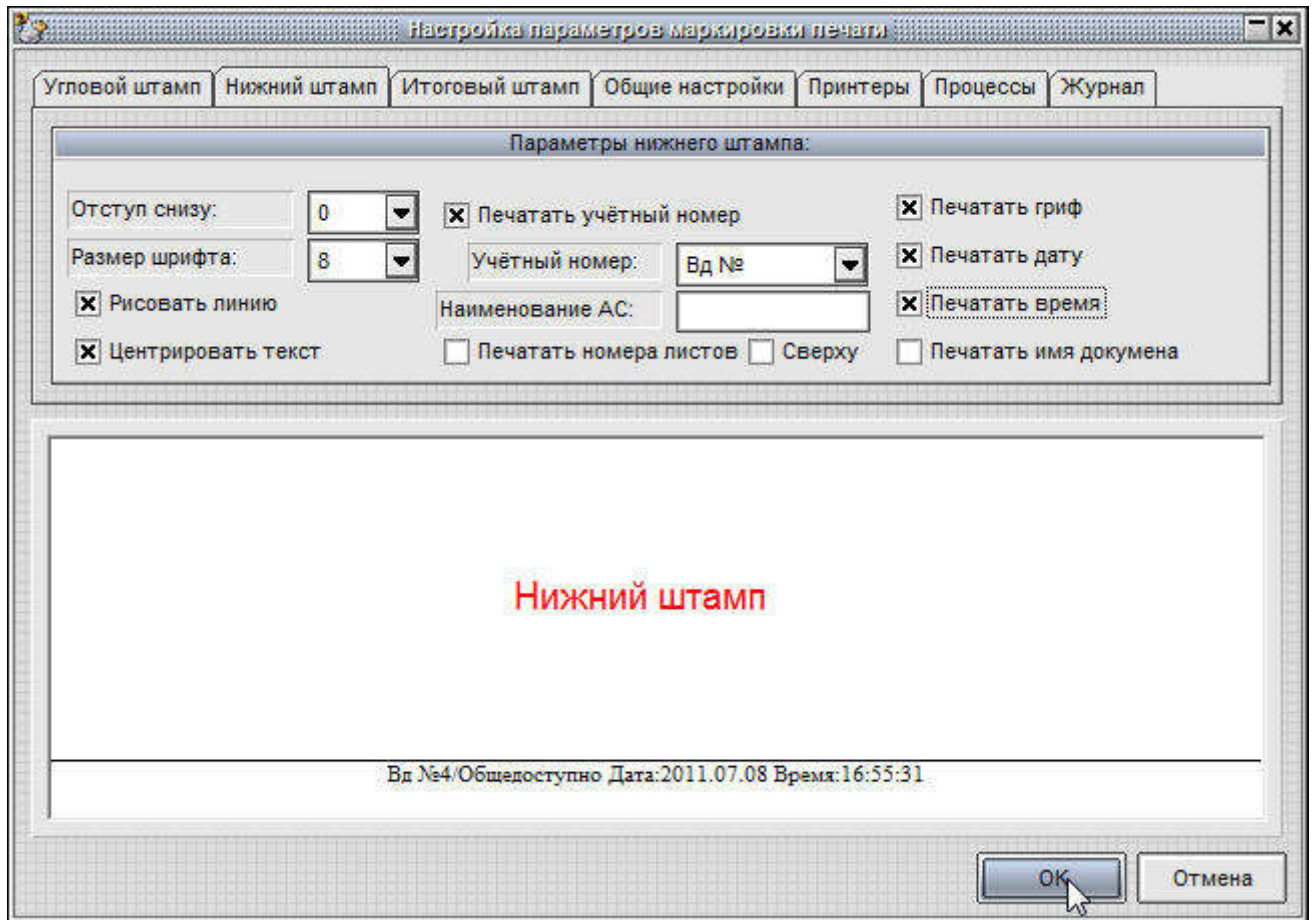 Настройка параметров маркировки печати
Угловой штамп Нижний штамп Итоговый штамп Общие настройки Принтеры Процессы Журнал
Параметры нижнего штампа:
Отступ снизу: 0 Печатать учётный номер Печатать гриф
Размер шрифта: 8 Учётный номер: Вд № Печатать дату
Рисовать линию Наименование АС: Печатать время
Центрировать текст Печатать номера листов Сверху Печатать имя докумена
Нижний штамп
Вд №4/Общедоступно Дата:2011.07.08 Время:16:55:31
OK Отмена